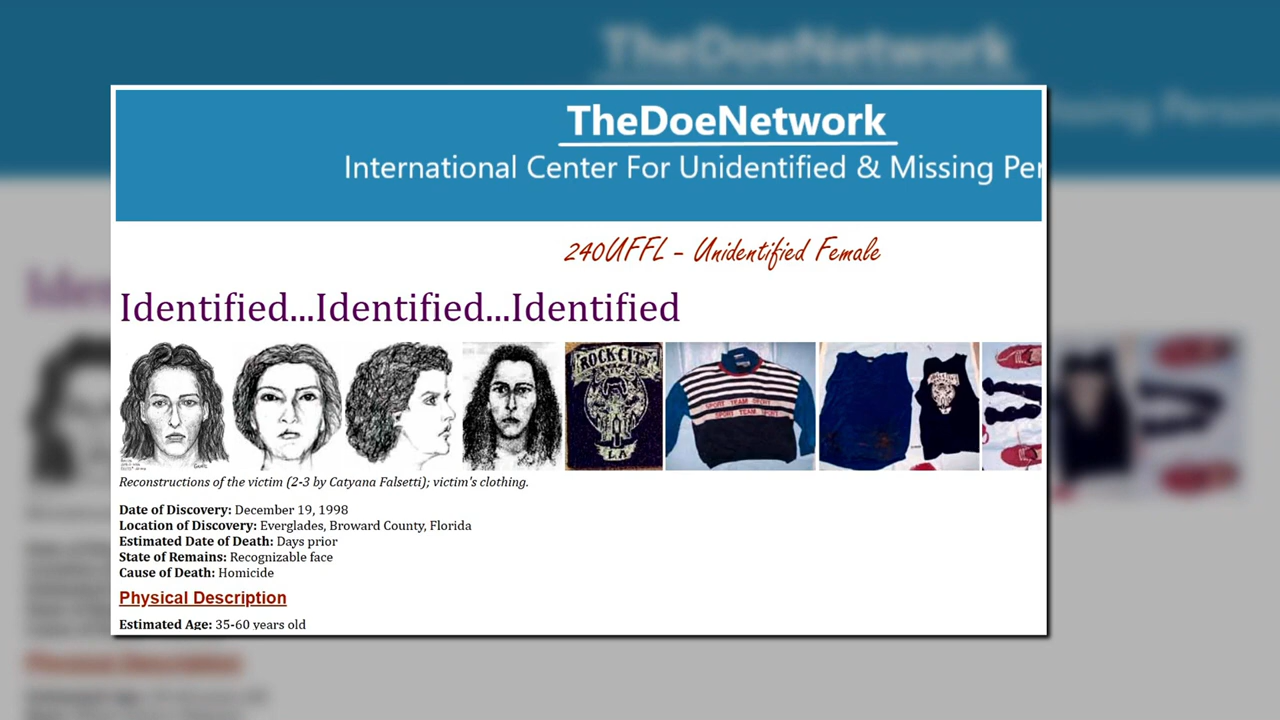 TheDoeNetwork
TheDoeNetwork
International Center For Unidentified & Missing Per
240UFFL - Unidentified Female
Identified...Identified...Identified
ROCK CITY
L.A.
SPORT TEAM SPORT
SPORT TEAM SPORT
Reconstructions of the victim (2-3 by Catyana Falsetti); victim's clothing.
Date of Discovery: December 19, 1998
Location of Discovery: Everglades, Broward County, Florida
Estimated Date of Death: Days prior
State of Remains: Recognizable face
Cause of Death: Homicide
Physical Description
Estimated Age: 35-60 years old